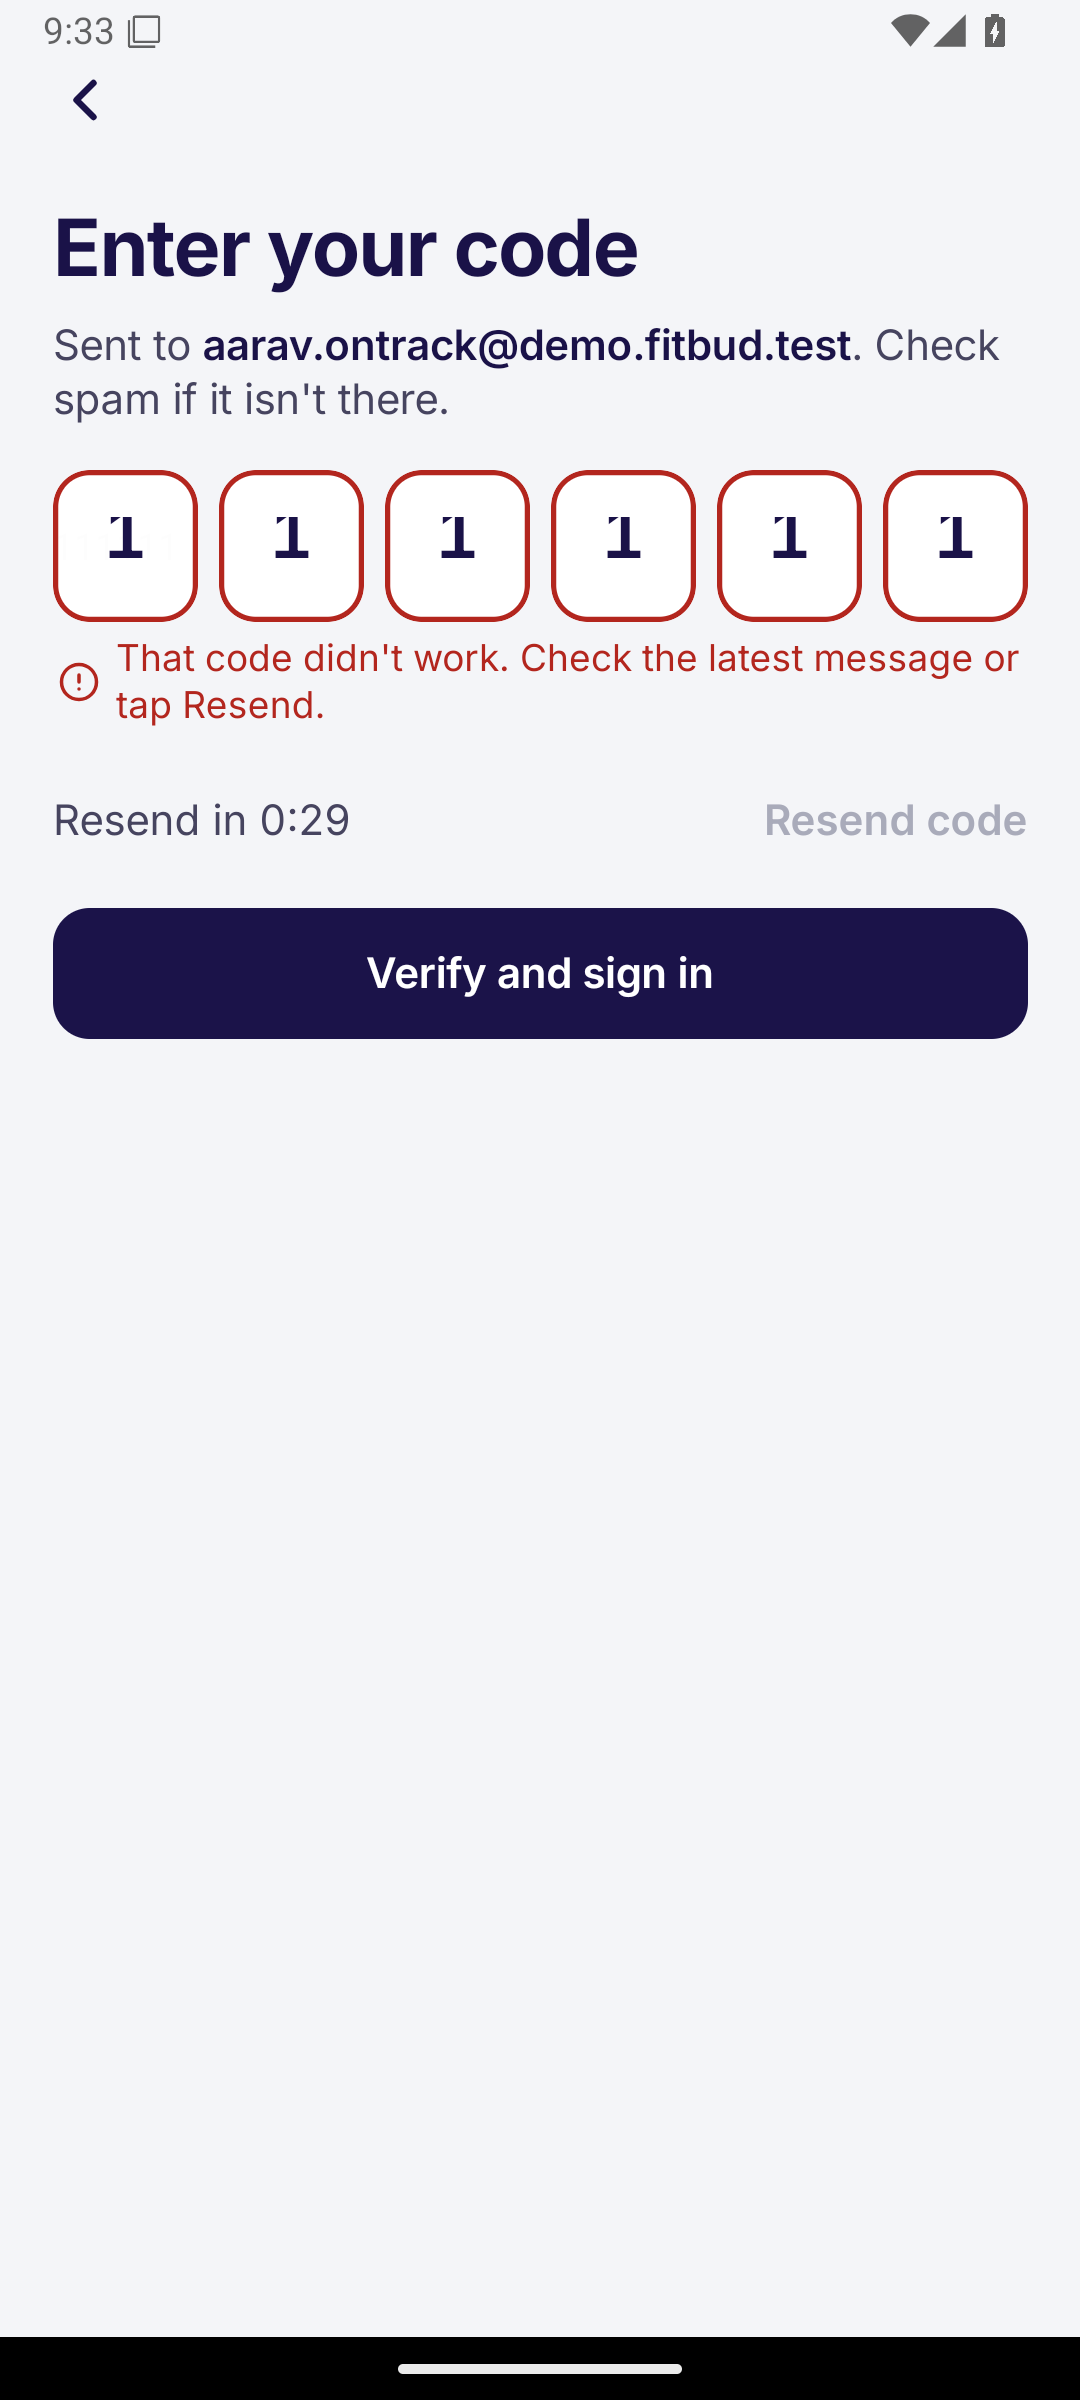 9:33
Enter your code
Sent to aarav.ontrack@demo.fitbud.test. Check
spam if it isn't there.
1 1 1 1 1 1
That code didn't work. Check the latest message or
tap Resend.
Resend in 0:29 Resend code
Verify and sign in